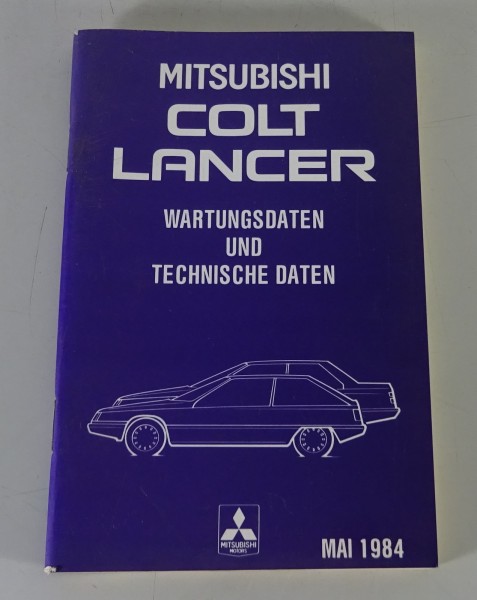 MITSUBISHI
COLT
LANCER
WARTUNGSDATEN
UND
TECHNISCHE DATEN
MITSUBISHI
MOTORS
MAI 1984